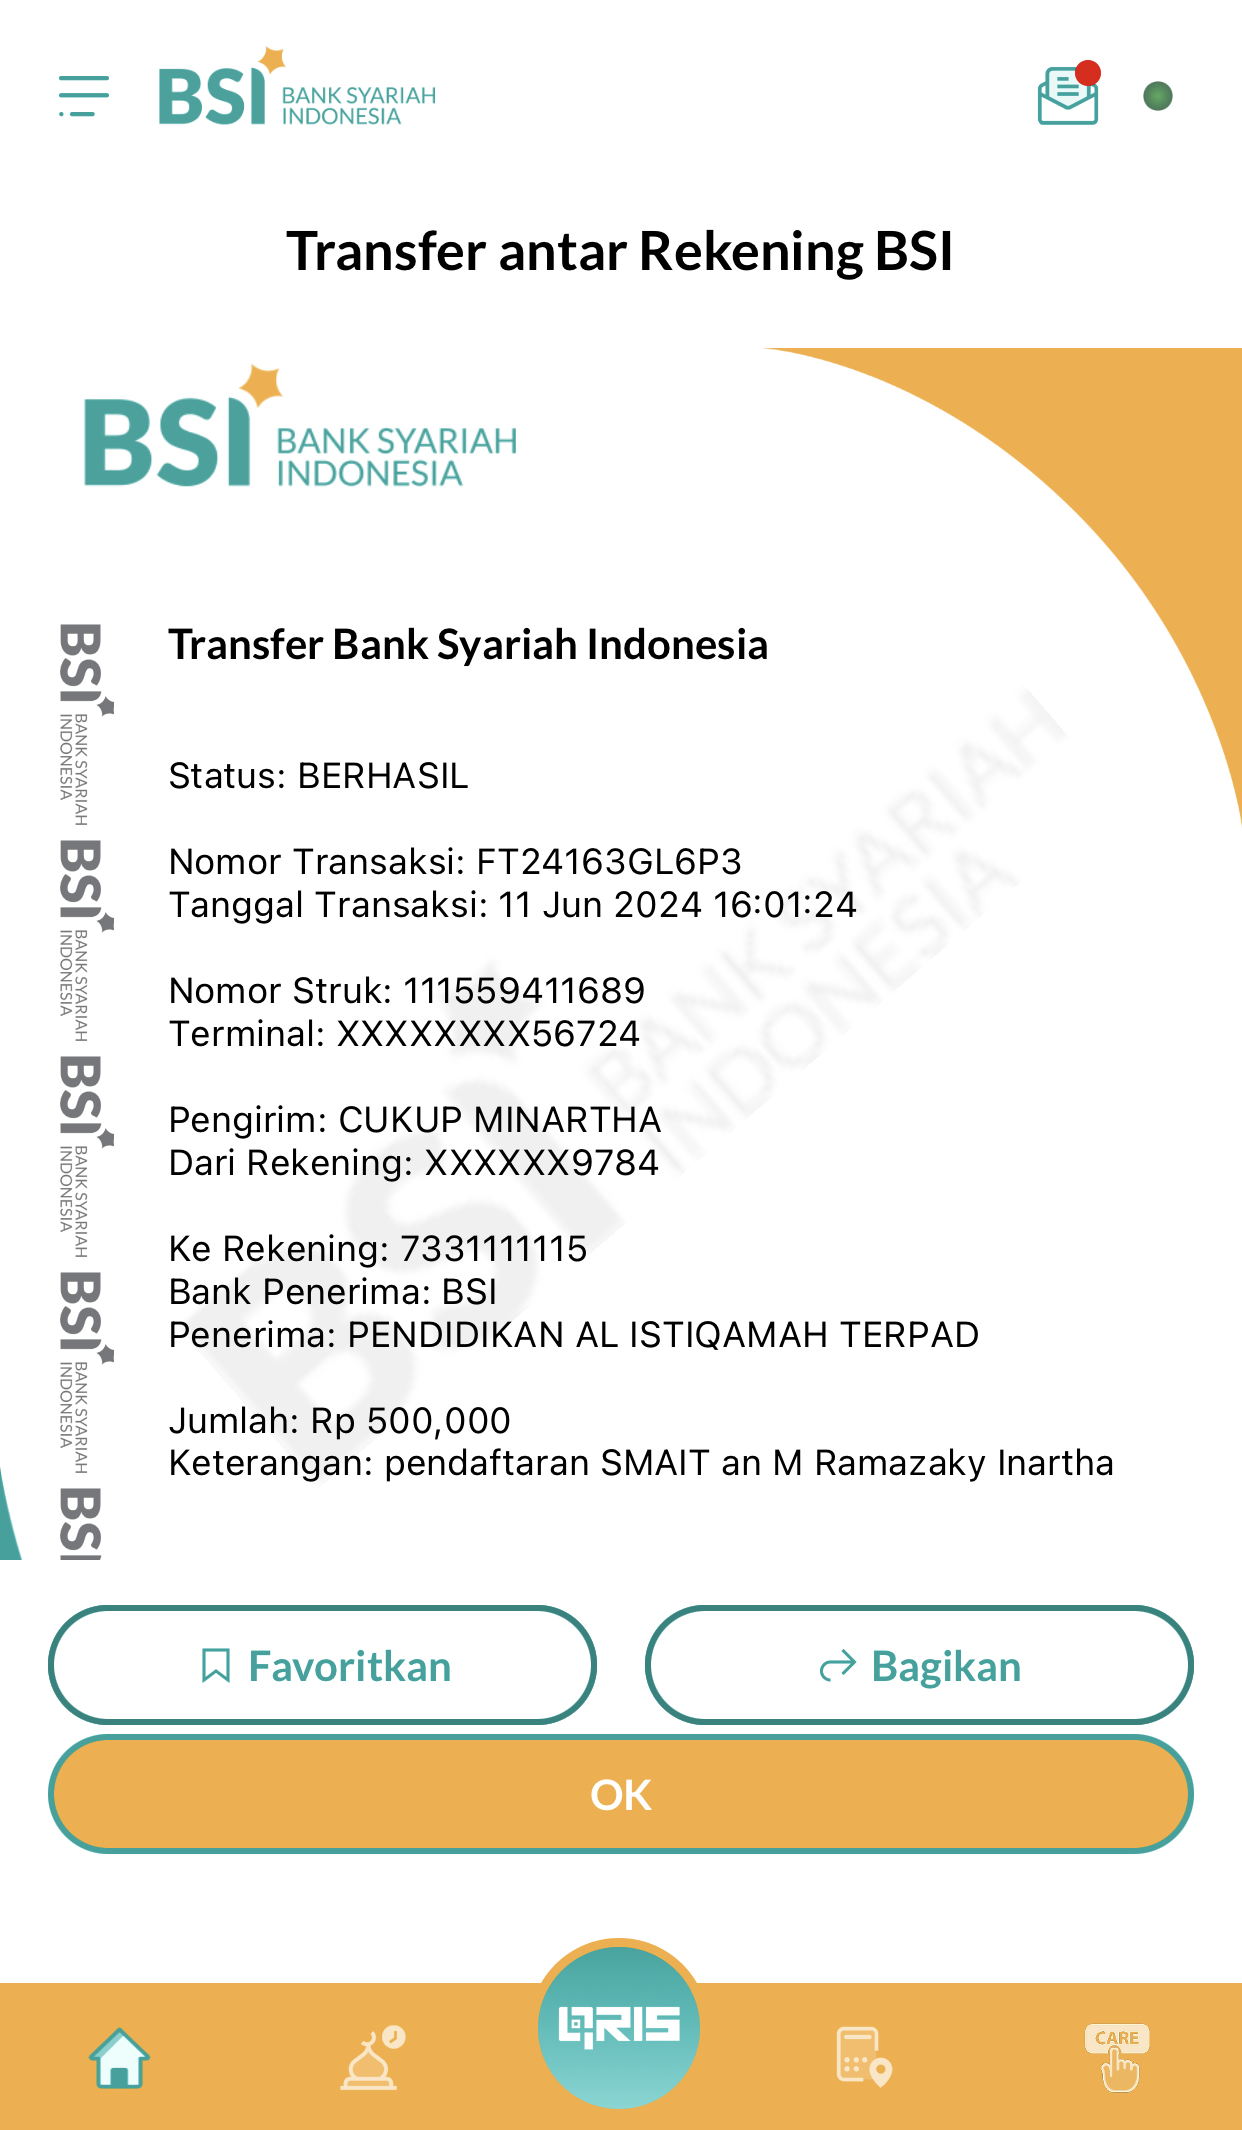 BSI BANK SYARIAH
INDONESIA
Transfer antar Rekening BSI
BSI BANK SYARIAH
INDONESIA
Transfer Bank Syariah Indonesia
Status: BERHASIL
Nomor Transaksi: FT24163GL6P3
Tanggal Transaksi: 11 Jun 2024 16:01:24
Nomor Struk: 111559411689
Terminal: XXXXXXXX56724
Pengirim: CUKUP MINARTHA
Dari Rekening: XXXXXX9784
Ke Rekening: 7331111115
Bank Penerima: BSI
Penerima: PENDIDIKAN AL ISTIQAMAH TERPAD
Jumlah: Rp 500,000
Keterangan: pendaftaran SMAIT an M Ramazaky Inartha
BSI BANK SYARIAH
INDONESIA
BSI BANK SYARIAH
INDONESIA
BSI BANK SYARIAH
INDONESIA
BSI BANK SYARIAH
INDONESIA
BSI
BSI BANK SYARIAH
INDONESIA
Favoritkan
Bagikan
OK
QRIS
CARE